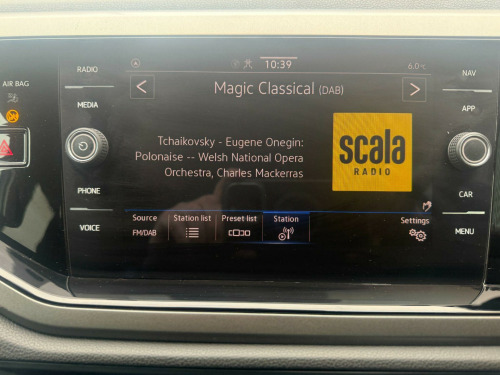 10:39
6.0°C
RADIO
NAV
AIR BAG
Magic Classical (DAB)
MEDIA
APP
OFF
scala
RADIO
Tchaikovsky - Eugene Onegin:
Polonaise -- Welsh National Opera
Orchestra, Charles Mackerras
PHONE
CAR
VOICE
MENU
Source
FM/DAB
Station list
Preset list
Station
Settings